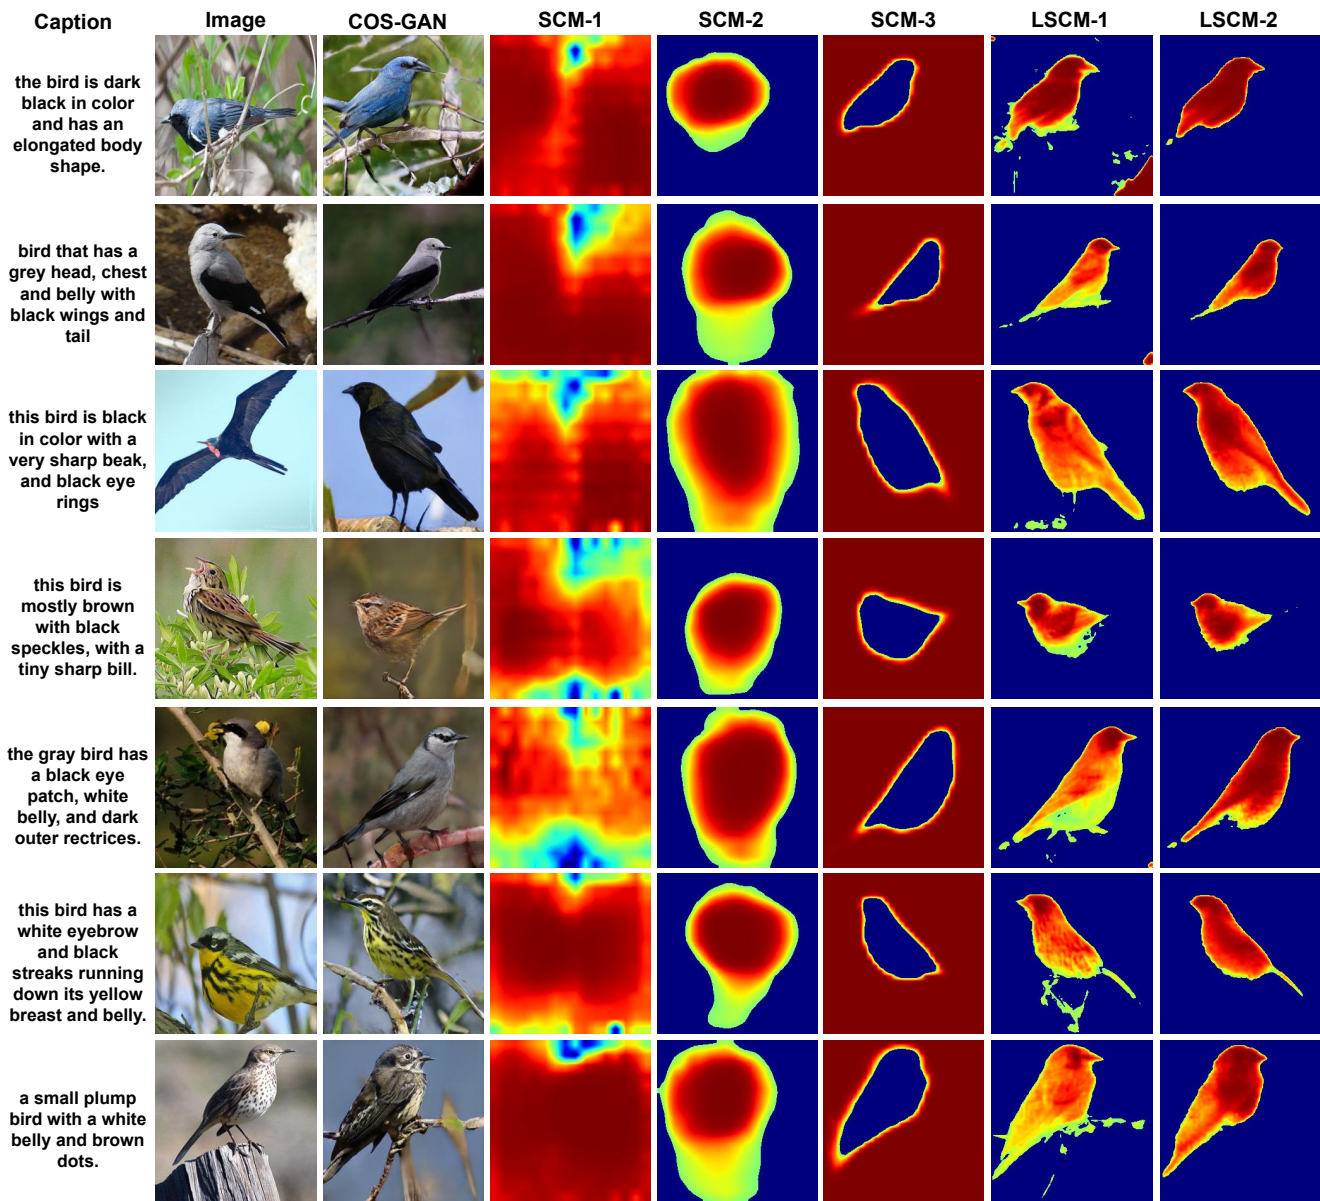 Caption Image COS-GAN SCM-1 SCM-2 SCM-3 LSCM-1 LSCM-2
the bird is dark
black in color
and has an
elongated body
shape.
bird that has a
grey head, chest
and belly with
black wings and
tail
this bird is black
in color with a
very sharp beak,
and black eye
rings
this bird is
mostly brown
with black
speckles, with a
tiny sharp bill.
the gray bird has
a black eye
patch, white
belly, and dark
outer rectrices.
this bird has a
white eyebrow
and black
streaks running
down its yellow
breast and belly.
a small plump
bird with a white
belly and brown
dots.